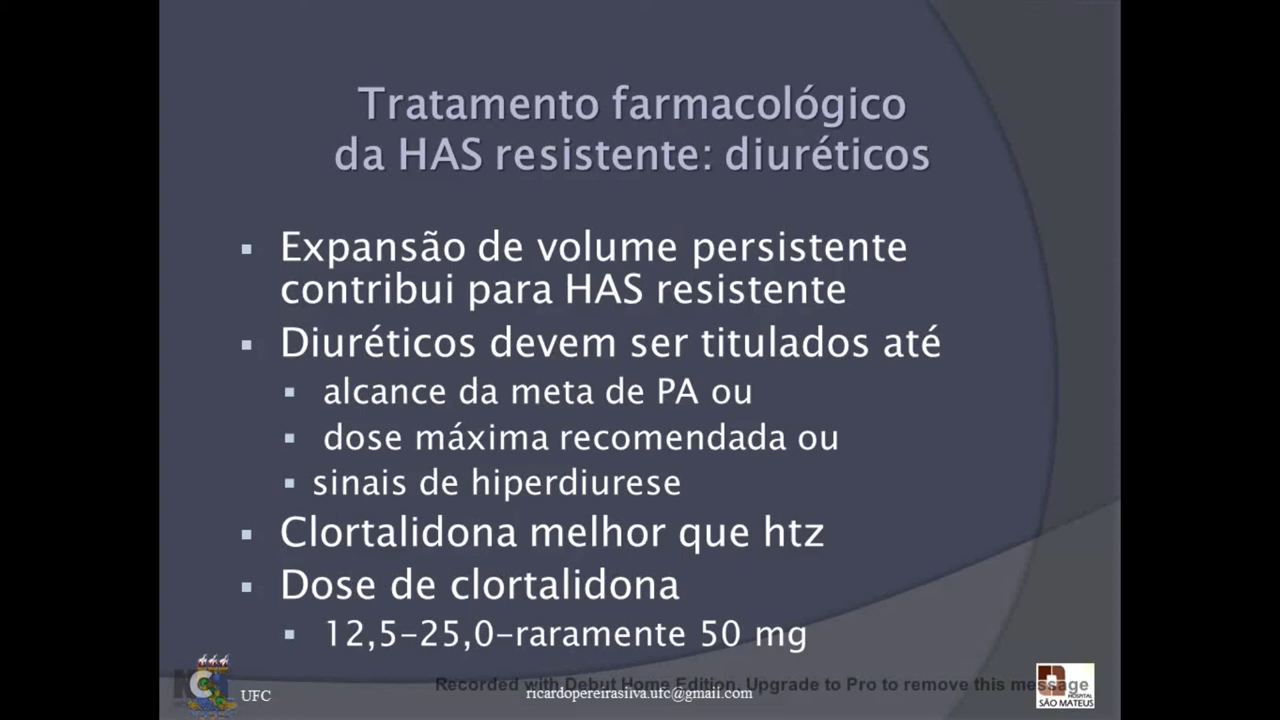 Tratamento farmacológico
da HAS resistente: diuréticos
▪ Expansão de volume persistente
contribui para HAS resistente
▪ Diuréticos devem ser titulados até
▪ alcance da meta de PA ou
▪ dose máxima recomendada ou
▪ sinais de hiperdiurese
▪ Clortalidona melhor que htz
▪ Dose de clortalidona
▪ 12,5-25,0-raramente 50 mg
UFC
ricardopereirasilva.ufc@gmail.com
Recorded with Debut Home Edition. Upgrade to Pro to remove this message
HOSPITAL
SÃO MATEUS